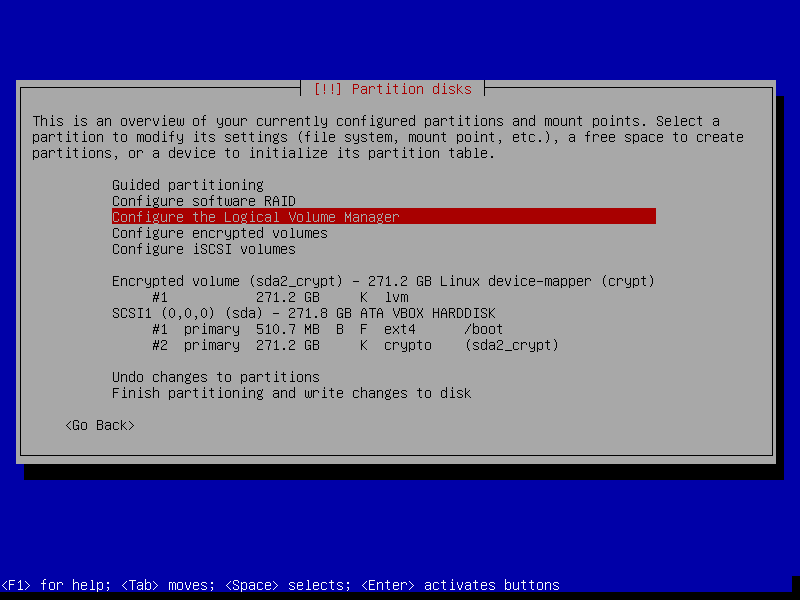 [!!] Partition disks
This is an overview of your currently configured partitions and mount points. Select a
partition to modify its settings (file system, mount point, etc.), a free space to create
partitions, or a device to initialize its partition table.
Guided partitioning
Configure software RAID
Configure the Logical Volume Manager
Configure encrypted volumes
Configure iSCSI volumes
Encrypted volume (sda2_crypt) - 271.2 GB Linux device-mapper (crypt)
#1 271.2 GB K lvm
SCSI1 (0,0,0) (sda) - 271.8 GB ATA VBOX HARDDISK
#1 primary 510.7 MB B F ext4 /boot
#2 primary 271.2 GB K crypto (sda2_crypt)
Undo changes to partitions
Finish partitioning and write changes to disk
<Go Back>
<F1> for help; <Tab> moves; <Space> selects; <Enter> activates buttons